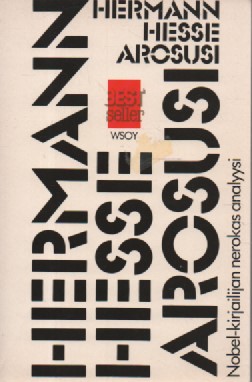 HERMANN
HESSE
AROSUSI
BEST
seller
WSOY
HERMANN
HESSE
AROSUSI
Nobel-kirjailijan nerokas analyysi